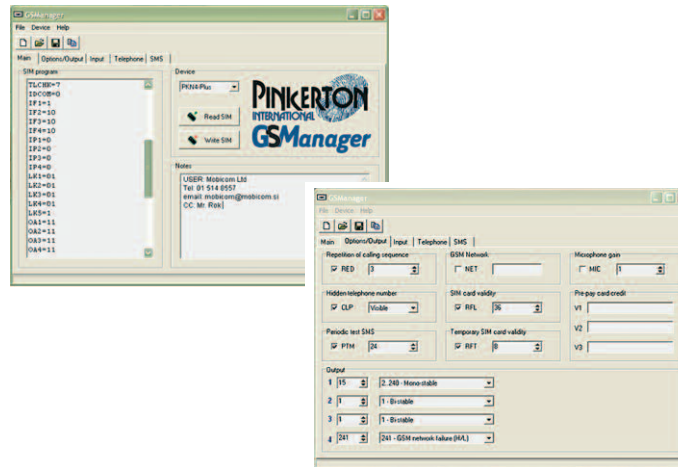 GSManager
File Device Help
Main Options/Output Input Telephone SMS
SIM program
TLCHK=7
IDCOM=0
IF1=1
IF2=10
IF3=10
IF4=10
IP1=0
IP2=0
IP3=0
IP4=0
LK1=01
LK2=01
LK3=01
LK4=01
LK5=1
OA1=11
OA2=11
OA3=11
OA4=11
Device
PKN4-Plus
Read SIM
Write SIM
PINKERTON
INTERNATIONAL
GSManager
Notes
USER: Mobicom Ltd
Tel: 01 514 0557
email: mobicom@mobicom.si
CC: Mr. Rok
GSManager
File Device Help
Main Options/Output Input Telephone SMS
Repetition of calling sequence
RED 3
GSM Network
NET
Microphone gain
MIC 1
Hidden telephone number
CLP Visible
SIM card validity
RFL 36
Pre-pay card credit
V1
V2
V3
Periodic test SMS
PTM 24
Temporary SIM card validity
RFT 8
Output
1 15 2..240 - Mono-stable
2 1 1 - Bi-stable
3 1 1 - Bi-stable
4 241 241 - GSM network failure (H/L)